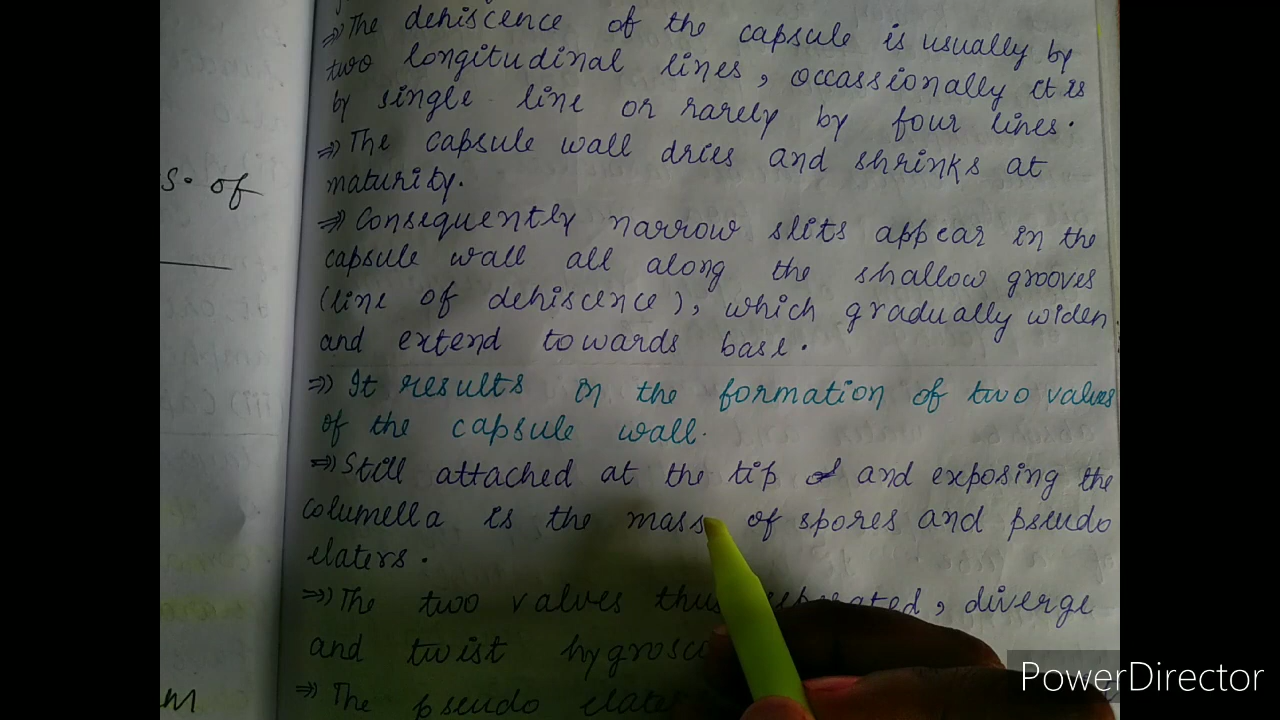 ⇒) The dehiscence of the capsule is usually by
two longitudinal lines, occassionally it is
by single line or rarely by four lines.
⇒) The capsule wall dries and shrinks at
maturity.
⇒) Consequently narrow slits appear in the
capsule wall all along the shallow grooves
(line of dehiscence), which gradually widen
and extend towards base.
⇒) It results in the formation of two valves
of the capsule wall.
⇒) Still attached at the tip and exposing the
columella is the mass of spores and pseudo
elaters.
⇒) The two valves thus seperated, diverge
and twist
⇒) The pseudo
s. of
M
PowerDirector